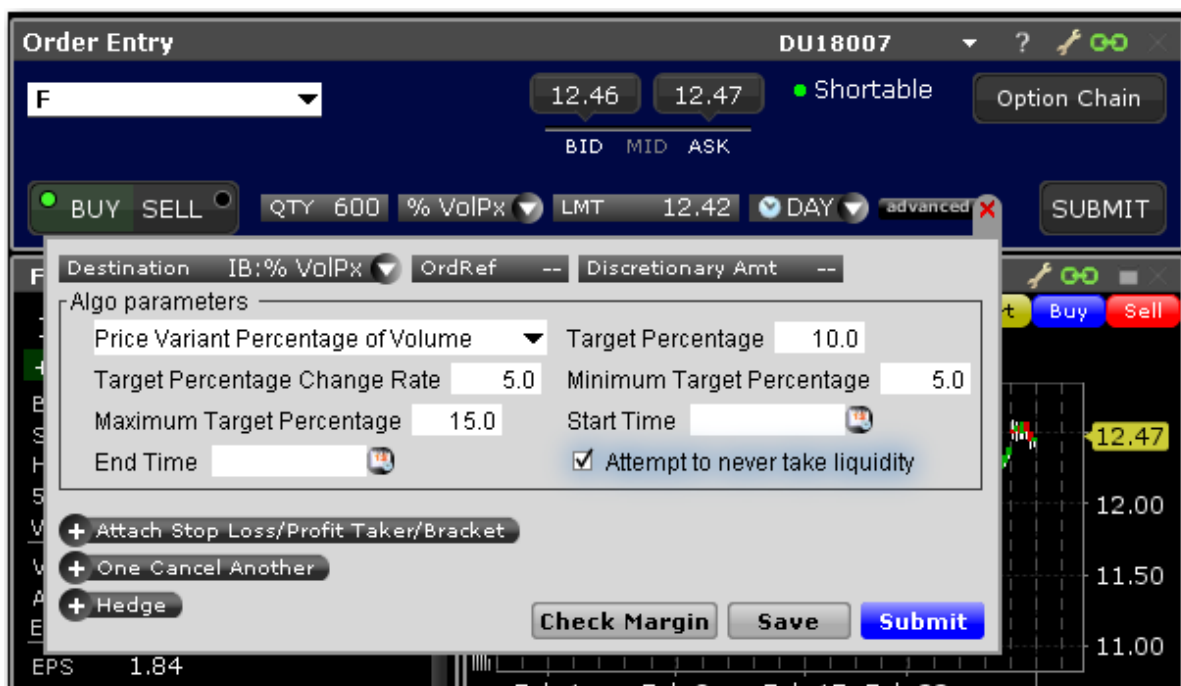 Order Entry DU18007 ?
F 12.46 12.47 Shortable Option Chain
BID MID ASK
BUY SELL QTY 600 % VolPx LMT 12.42 DAY advanced SUBMIT
Destination IB:% VolPx OrdRef -- Discretionary Amt --
F
Algo parameters
Buy Sell
Price Variant Percentage of Volume Target Percentage 10.0
Target Percentage Change Rate 5.0 Minimum Target Percentage 5.0
Maximum Target Percentage 15.0 Start Time
12.47
End Time Attempt to never take liquidity
12.00
Attach Stop Loss/Profit Taker/Bracket
One Cancel Another
11.50
Hedge
Check Margin Save Submit
11.00
EPS 1.84